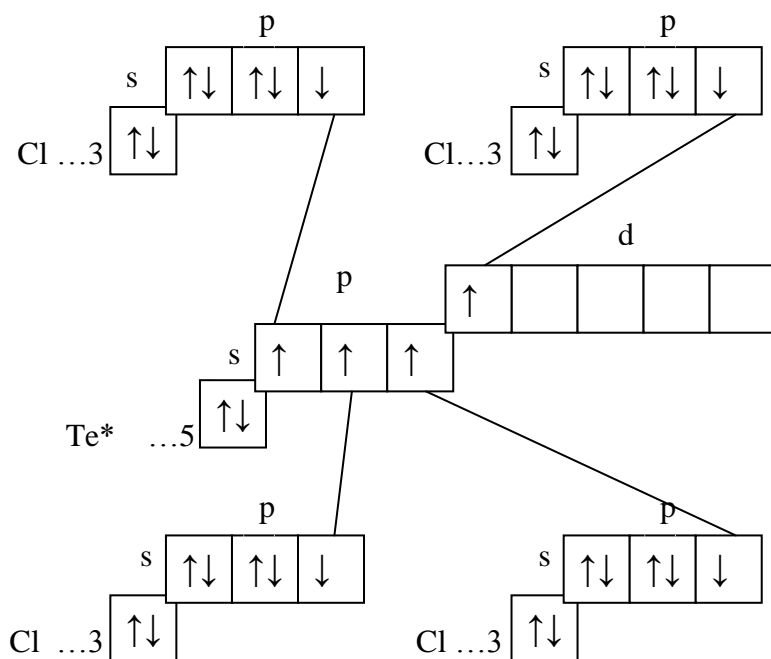 p p
s ↑↓ ↑↓ ↓ s ↑↓ ↑↓ ↓
Cl …3 ↑↓ Cl…3 ↑↓
d
p ↑
s ↑ ↑ ↑
Te* …5 ↑↓
p p
s ↑↓ ↑↓ ↓ s ↑↓ ↑↓ ↓
Cl …3 ↑↓ Cl …3 ↑↓